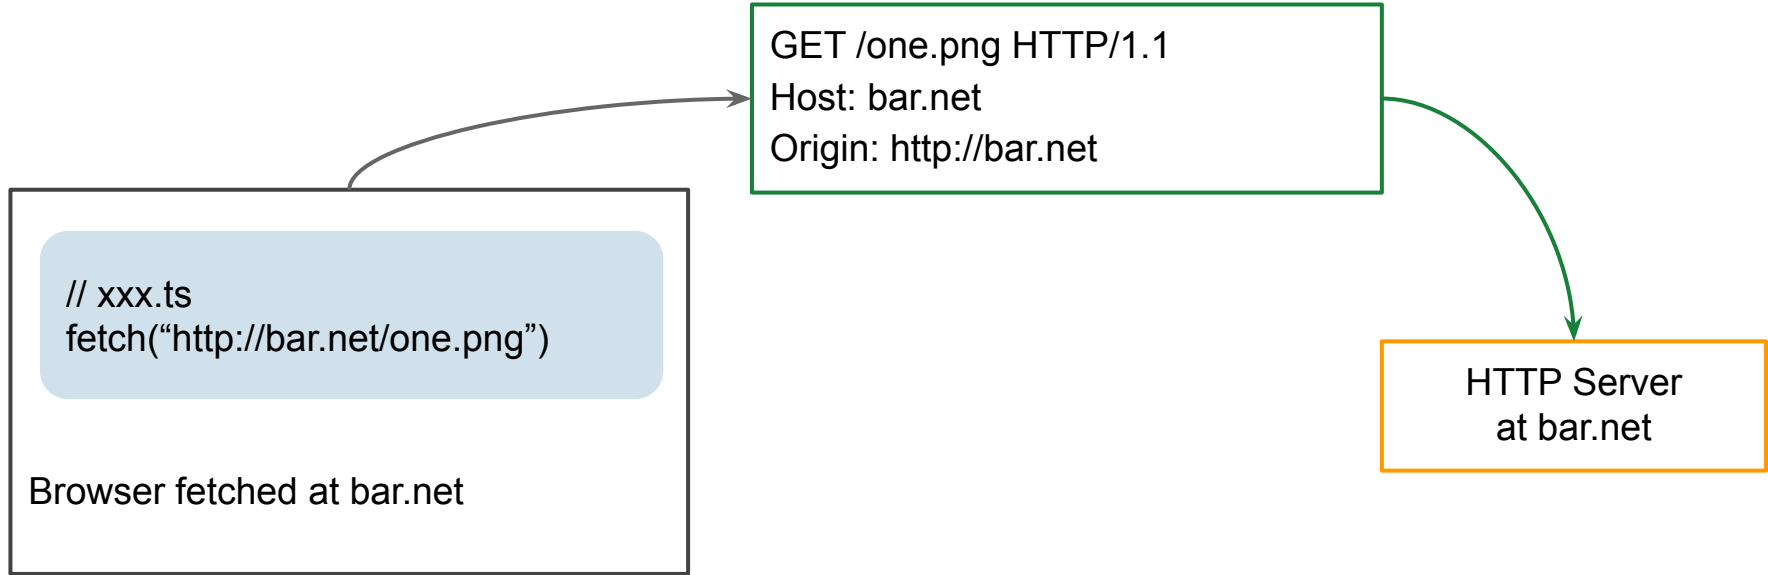 GET /one.png HTTP/1.1
Host: bar.net
Origin: http://bar.net
// xxx.ts
fetch(“http://bar.net/one.png”)
Browser fetched at bar.net
HTTP Server
at bar.net